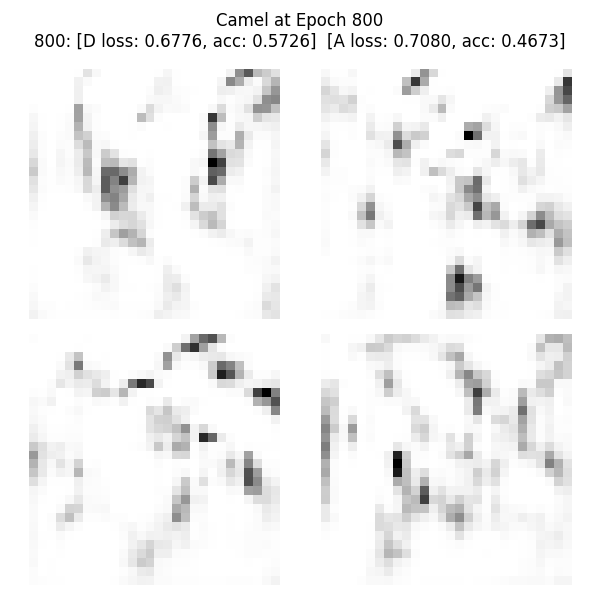 Camel at Epoch 800
800: [D loss: 0.6776, acc: 0.5726]  [A loss: 0.7080, acc: 0.4673]